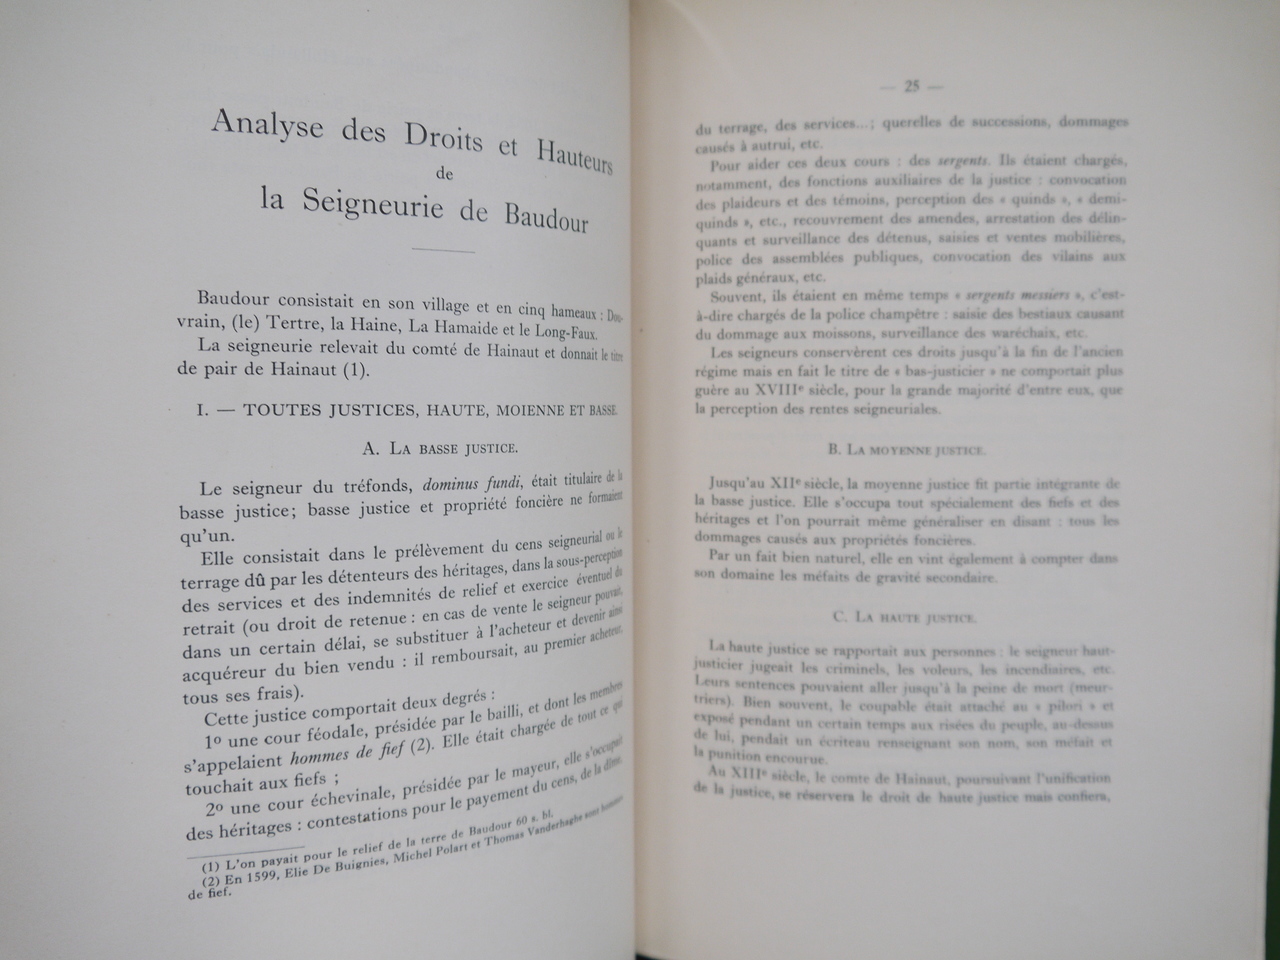 Analyse des Droits et Hauteurs
de
la Seigneurie de Baudour
Baudour consistait en son village et en cinq hameaux : Dou-
vrain, (le) Tertre, la Haine, La Hamaide et le Long-Faux.
La seigneurie relevait du comté de Hainaut et donnait le titre
de pair de Hainaut (1).
I. — TOUTES JUSTICES, HAUTE, MOIENNE ET BASSE.
A. LA BASSE JUSTICE.
Le seigneur du tréfonds, dominus fundi, était titulaire de la
basse justice; basse justice et propriété foncière ne formaient
qu'un.
Elle consistait dans le prélèvement du cens seigneurial ou le
terrage dû par les détenteurs des héritages, dans la sous-perception
des services et des indemnités de relief et exercice éventuel du
retrait (ou droit de retenue : en cas de vente le seigneur pouvait,
dans un certain délai, se substituer à l'acheteur et devenir ainsi
acquéreur du bien vendu : il remboursait, au premier acheteur,
tous ses frais).
Cette justice comportait deux degrés :
1º une cour féodale, présidée par le bailli, et dont les membres
s'appelaient hommes de fief (2). Elle était chargée de tout ce qui
touchait aux fiefs ;
2º une cour échevinale, présidée par le mayeur, elle s'occupait
des héritages : contestations pour le payement du cens, de la dîme,
(1) L'on payait pour le relief de la terre de Baudour 60 s. bl.
(2) En 1599, Elie De Buignies, Michel Polart et Thomas Vanderhaghe sont hommes
de fief.
— 25 —
du terrage, des services...; querelles de successions, dommages
causés à autrui, etc.
Pour aider ces deux cours : des sergents. Ils étaient chargés,
notamment, des fonctions auxiliaires de la justice : convocation
des plaideurs et des témoins, perception des « quinds », « demi-
quinds », etc., recouvrement des amendes, arrestation des délin-
quants et surveillance des détenus, saisies et ventes mobilières,
police des assemblées publiques, convocation des vilains aux
plaids généraux, etc.
Souvent, ils étaient en même temps « sergents messiers », c'est-
à-dire chargés de la police champêtre : saisie des bestiaux causant
du dommage aux moissons, surveillance des waréchaix, etc.
Les seigneurs conservèrent ces droits jusqu'à la fin de l'ancien
régime mais en fait le titre de « bas-justicier » ne comportait plus
guère au XVIIIᵉ siècle, pour la grande majorité d'entre eux, que
la perception des rentes seigneuriales.
B. LA MOYENNE JUSTICE.
Jusqu'au XIIᵉ siècle, la moyenne justice fit partie intégrante de
la basse justice. Elle s'occupa tout spécialement des fiefs et des
héritages et l'on pourrait même généraliser en disant : tous les
dommages causés aux propriétés foncières.
Par un fait bien naturel, elle en vint également à compter dans
son domaine les méfaits de gravité secondaire.
C. LA HAUTE JUSTICE.
La haute justice se rapportait aux personnes : le seigneur haut-
justicier jugeait les criminels, les voleurs, les incendiaires, etc.
Leurs sentences pouvaient aller jusqu'à la peine de mort (meur-
triers). Bien souvent, le coupable était attaché au « pilori » et
exposé pendant un certain temps aux risées du peuple, au-dessus
de lui, pendait un écriteau renseignant son nom, son méfait et
la punition encourue.
Au XIIIᵉ siècle, le comte de Hainaut, poursuivant l'unification
de la justice, se réservera le droit de haute justice mais confiera,